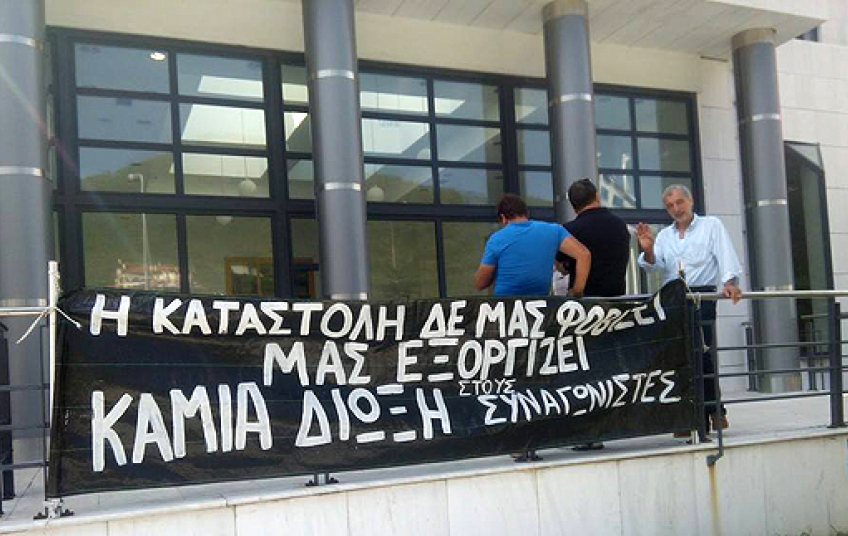 Η ΚΑΤΑΣΤΟΛΗ ΔΕ ΜΑΣ ΦΟΒΙΖΕΙ
ΜΑΣ ΕΞΟΡΓΙΖΕΙ
ΚΑΜΙΑ ΔΙΩΞΗ ΣΤΟΥΣ ΣΥΝΑΓΩΝΙΣΤΕΣ